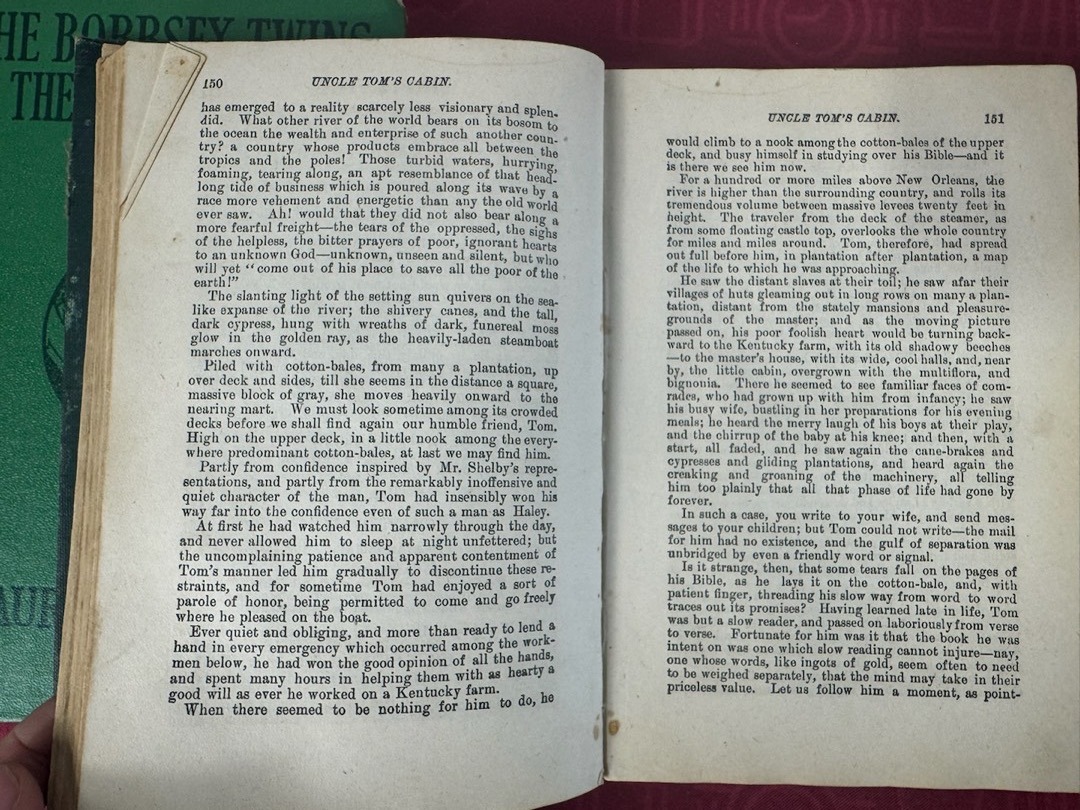 HE BOBBSEY TWINS
THE
AUR
150 UNCLE TOM'S CABIN.
has emerged to a reality scarcely less visionary and splen-
did. What other river of the world bears on its bosom to
the ocean the wealth and enterprise of such another coun-
try? a country whose products embrace all between the
tropics and the poles! Those turbid waters, hurrying,
foaming, tearing along, an apt resemblance of that head-
long tide of business which is poured along its wave by a
race more vehement and energetic than any the old world
ever saw. Ah! would that they did not also bear along a
more fearful freight—the tears of the oppressed, the sighs
of the helpless, the bitter prayers of poor, ignorant hearts
to an unknown God—unknown, unseen and silent, but who
will yet "come out of his place to save all the poor of the
earth!"
The slanting light of the setting sun quivers on the sea-
like expanse of the river; the shivery canes, and the tall,
dark cypress, hung with wreaths of dark, funereal moss
glow in the golden ray, as the heavily-laden steamboat
marches onward.
Piled with cotton-bales, from many a plantation, up
over deck and sides, till she seems in the distance a square,
massive block of gray, she moves heavily onward to the
nearing mart. We must look sometime among its crowded
decks before we shall find again our humble friend, Tom.
High on the upper deck, in a little nook among the every-
where predominant cotton-bales, at last we may find him.
Partly from confidence inspired by Mr. Shelby's repre-
sentations, and partly from the remarkably inoffensive and
quiet character of the man, Tom had insensibly won his
way far into the confidence even of such a man as Haley.
At first he had watched him narrowly through the day,
and never allowed him to sleep at night unfettered; but
the uncomplaining patience and apparent contentment of
Tom's manner led him gradually to discontinue these re-
straints, and for sometime Tom had enjoyed a sort of
parole of honor, being permitted to come and go freely
where he pleased on the boat.
Ever quiet and obliging, and more than ready to lend a
hand in every emergency which occurred among the work-
men below, he had won the good opinion of all the hands,
and spent many hours in helping them with as hearty a
good will as ever he worked on a Kentucky farm.
When there seemed to be nothing for him to do, he
UNCLE TOM'S CABIN. 151
would climb to a nook among the cotton-bales of the upper
deck, and busy himself in studying over his Bible—and it
is there we see him now.
For a hundred or more miles above New Orleans, the
river is higher than the surrounding country, and rolls its
tremendous volume between massive levees twenty feet in
height. The traveler from the deck of the steamer, as
from some floating castle top, overlooks the whole country
for miles and miles around. Tom, therefore, had spread
out full before him, in plantation after plantation, a map
of the life to which he was approaching.
He saw the distant slaves at their toil; he saw afar their
villages of huts gleaming out in long rows on many a plan-
tation, distant from the stately mansions and pleasure-
grounds of the master; and as the moving picture
passed on, his poor foolish heart would be turning back-
ward to the Kentucky farm, with its old shadowy beeches
—to the master's house, with its wide, cool halls, and, near
by, the little cabin, overgrown with the multiflora, and
bignonia. There he seemed to see familiar faces of com-
rades, who had grown up with him from infancy; he saw
his busy wife, bustling in her preparations for his evening
meals; he heard the merry laugh of his boys at their play,
and the chirrup of the baby at his knee; and then, with a
start, all faded, and he saw again the cane-brakes and
cypresses and gliding plantations, and heard again the
creaking and groaning of the machinery, all telling
him too plainly that all that phase of life had gone by
forever.
In such a case, you write to your wife, and send mes-
sages to your children; but Tom could not write—the mail
for him had no existence, and the gulf of separation was
unbridged by even a friendly word or signal.
Is it strange, then, that some tears fall on the pages of
his Bible, as he lays it on the cotton-bale, and, with
patient finger, threading his slow way from word to word
traces out its promises? Having learned late in life, Tom
was but a slow reader, and passed on laboriously from verse
to verse. Fortunate for him was it that the book he was
intent on was one which slow reading cannot injure—nay,
one whose words, like ingots of gold, seem often to need
to be weighed separately, that the mind may take in their
priceless value. Let us follow him a moment, as point-